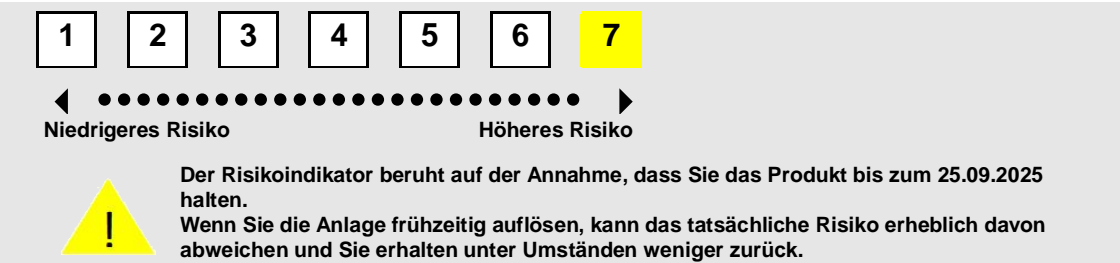 1 2 3 4 5 6 7
Niedrigeres Risiko Höheres Risiko
Der Risikoindikator beruht auf der Annahme, dass Sie das Produkt bis zum 25.09.2025
halten.
Wenn Sie die Anlage frühzeitig auflösen, kann das tatsächliche Risiko erheblich davon
abweichen und Sie erhalten unter Umständen weniger zurück.
!